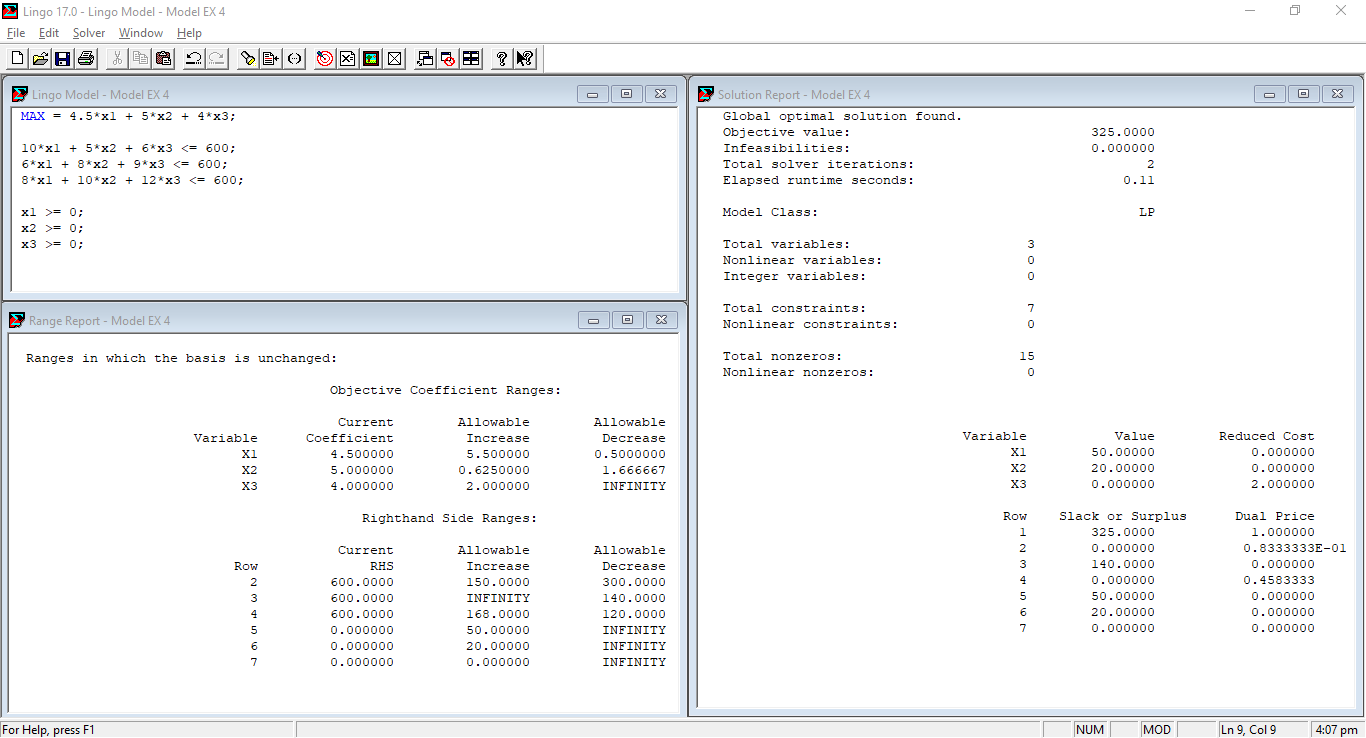 Lingo 17.0 - Lingo Model - Model EX 4
File Edit Solver Window Help
Lingo Model - Model EX 4
MAX = 4.5*x1 + 5*x2 + 4*x3;
10*x1 + 5*x2 + 6*x3 <= 600;
6*x1 + 8*x2 + 9*x3 <= 600;
8*x1 + 10*x2 + 12*x3 <= 600;
x1 >= 0;
x2 >= 0;
x3 >= 0;
Range Report - Model EX 4
Ranges in which the basis is unchanged:
Objective Coefficient Ranges:
Current Allowable Allowable
Variable Coefficient Increase Decrease
X1 4.500000 5.500000 0.5000000
X2 5.000000 0.6250000 1.666667
X3 4.000000 2.000000 INFINITY
Righthand Side Ranges:
Current Allowable Allowable
Row RHS Increase Decrease
2 600.0000 150.0000 300.0000
3 600.0000 INFINITY 140.0000
4 600.0000 168.0000 120.0000
5 0.000000 50.00000 INFINITY
6 0.000000 20.00000 INFINITY
7 0.000000 0.000000 INFINITY
Solution Report - Model EX 4
Global optimal solution found.
Objective value: 325.0000
Infeasibilities: 0.000000
Total solver iterations: 2
Elapsed runtime seconds: 0.11
Model Class: LP
Total variables: 3
Nonlinear variables: 0
Integer variables: 0
Total constraints: 7
Nonlinear constraints: 0
Total nonzeros: 15
Nonlinear nonzeros: 0
Variable Value Reduced Cost
X1 50.00000 0.000000
X2 20.00000 0.000000
X3 0.000000 2.000000
Row Slack or Surplus Dual Price
1 325.0000 1.000000
2 0.000000 0.8333333E-01
3 140.0000 0.000000
4 0.000000 0.4583333
5 50.00000 0.000000
6 20.00000 0.000000
7 0.000000 0.000000
For Help, press F1 NUM MOD Ln 9, Col 9 4:07 pm